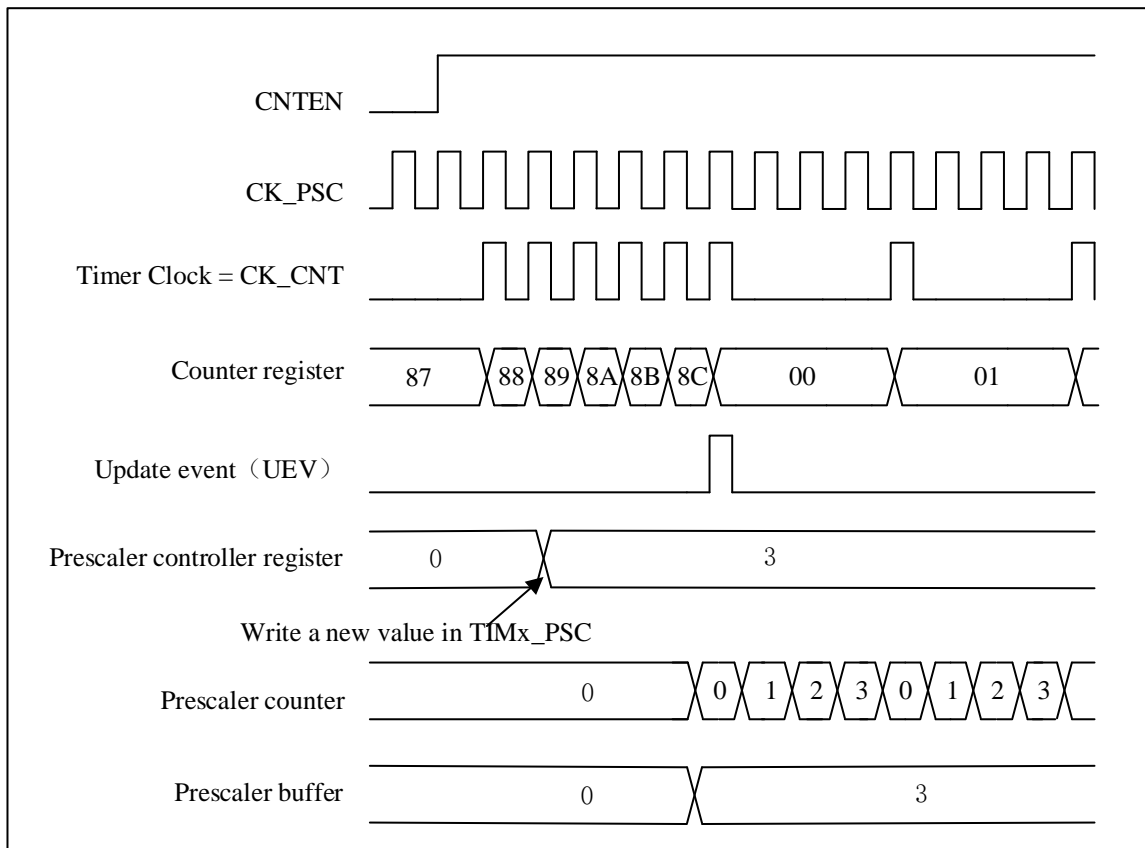 CNTEN
CK_PSC
Timer Clock = CK_CNT
Counter register
87 88 89 8A 8B 8C 00 01
Update event（UEV）
Prescaler controller register
0 3
Write a new value in TIMx_PSC
Prescaler counter
0 0 1 2 3 0 1 2 3
Prescaler buffer
0 3